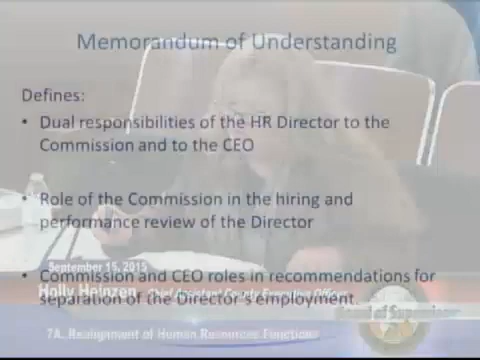 Memorandum of Understanding
Defines:
• Dual responsibilities of the HR Director to the
Commission and to the CEO
• Role of the Commission in the hiring and
performance review of the Director
• Commission and CEO roles in recommendations for
separation of the Director's employment.
September 15, 2015
Holly Heinzen Chief Assistant County Executive Officer
Board of Supervisors
7A. Realignment of Human Resources Functions